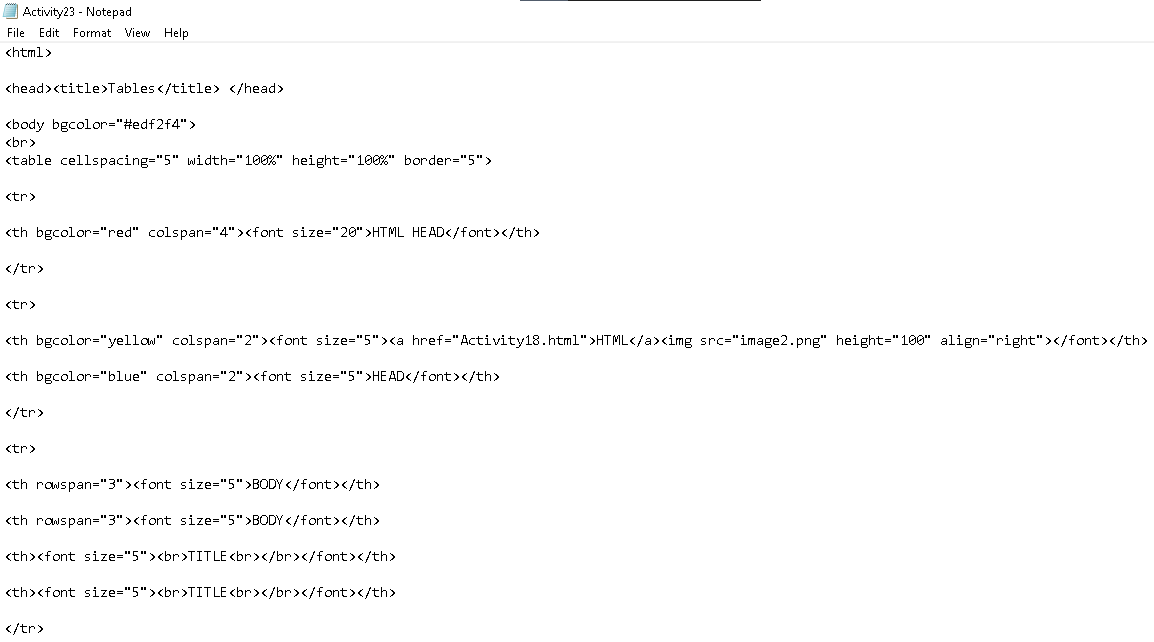 Activity23 - Notepad
File Edit Format View Help
<html>
<head><title>Tables</title> </head>
<body bgcolor="#edf2f4">
<br>
<table cellspacing="5" width="100%" height="100%" border="5">
<tr>
<th bgcolor="red" colspan="4"><font size="20">HTML HEAD</font></th>
</tr>
<tr>
<th bgcolor="yellow" colspan="2"><font size="5"><a href="Activity18.html">HTML</a><img src="image2.png" height="100" align="right"></font></th>
<th bgcolor="blue" colspan="2"><font size="5">HEAD</font></th>
</tr>
<tr>
<th rowspan="3"><font size="5">BODY</font></th>
<th rowspan="3"><font size="5">BODY</font></th>
<th><font size="5"><br>TITLE<br></br></font></th>
<th><font size="5"><br>TITLE<br></br></font></th>
</tr>